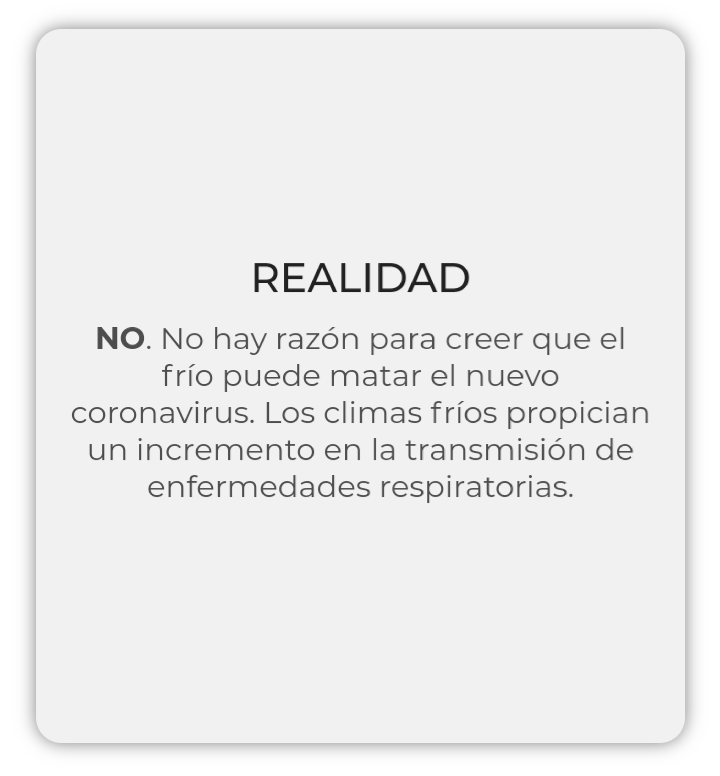 REALIDAD
NO. No hay razón para creer que el
frío puede matar el nuevo
coronavirus. Los climas fríos propician
un incremento en la transmisión de
enfermedades respiratorias.